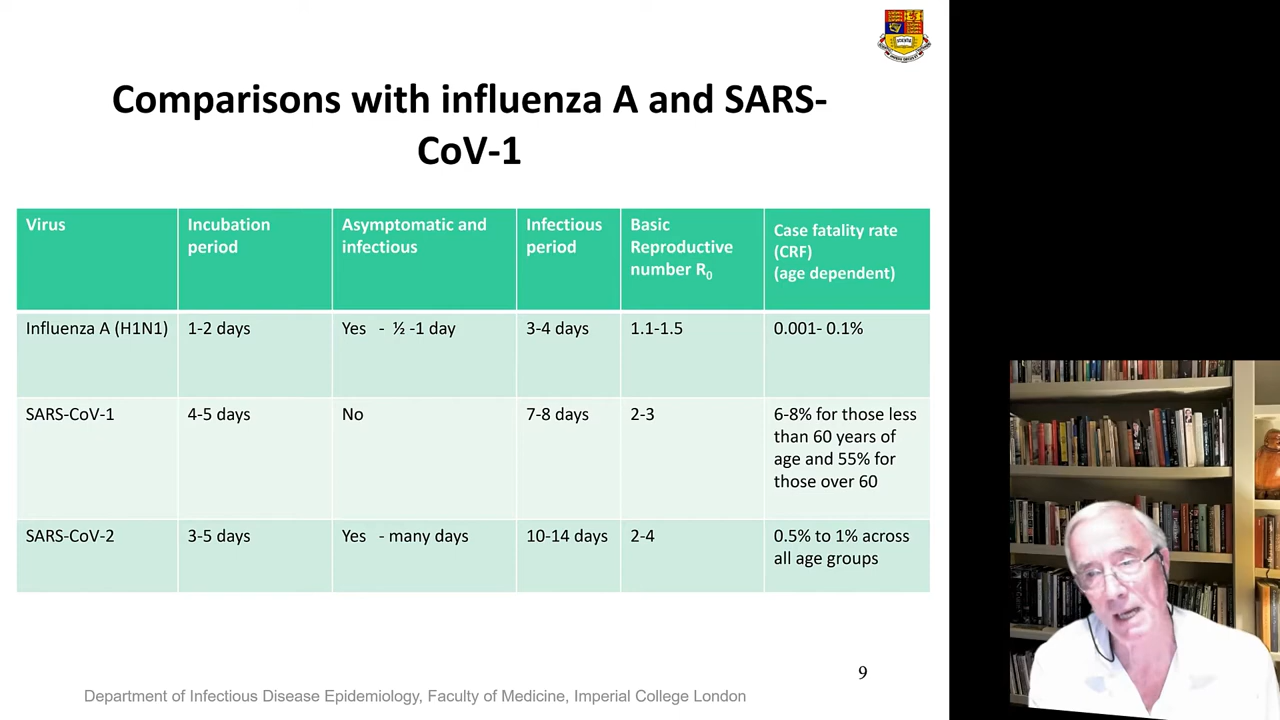 Comparisons with influenza A and SARS-
CoV-1
Virus
Incubation
period
Asymptomatic and
infectious
Infectious
period
Basic
Reproductive
number R₀
Case fatality rate
(CRF)
(age dependent)
Influenza A (H1N1)
1-2 days
Yes - ½ -1 day
3-4 days
1.1-1.5
0.001- 0.1%
SARS-CoV-1
4-5 days
No
7-8 days
2-3
6-8% for those less
than 60 years of
age and 55% for
those over 60
SARS-CoV-2
3-5 days
Yes - many days
10-14 days
2-4
0.5% to 1% across
all age groups
9
Department of Infectious Disease Epidemiology, Faculty of Medicine, Imperial College London